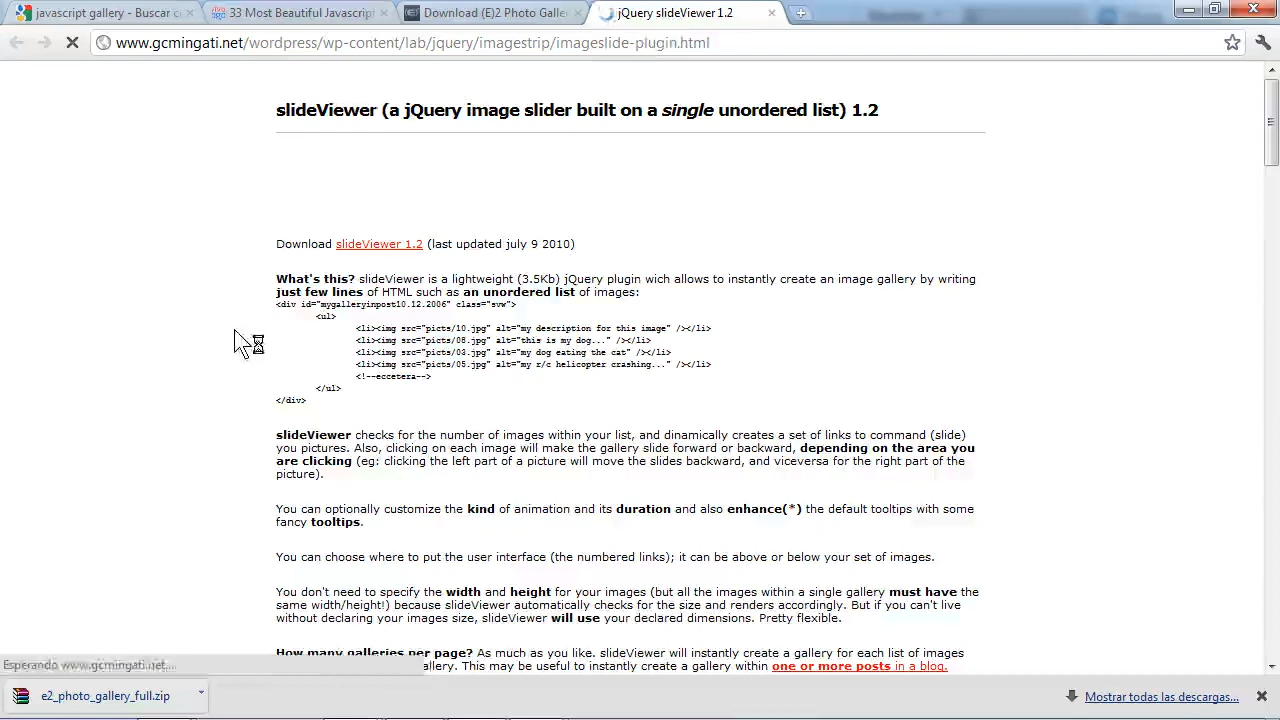 javascript gallery - Buscar c
33 Most Beautiful Javascript
Download (E)2 Photo Galle
jQuery slideViewer 1.2
www.gcmingati.net/wordpress/wp-content/lab/jquery/imagestrip/imageslide-plugin.html
slideViewer (a jQuery image slider built on a single unordered list) 1.2
Download slideViewer 1.2 (last updated july 9 2010)
What's this? slideViewer is a lightweight (3.5Kb) jQuery plugin wich allows to instantly create an image gallery by writing
just few lines of HTML such as an unordered list of images:
<div id="mygalleryinpost10.12.2006" class="svw">
<ul>
<li><img src="picts/10.jpg" alt="my description for this image" /></li>
<li><img src="picts/08.jpg" alt="this is my dog..." /></li>
<li><img src="picts/03.jpg" alt="my dog eating the cat" /></li>
<li><img src="picts/05.jpg" alt="my r/c helicopter crashing..." /></li>
<!--eccetera-->
</ul>
</div>
slideViewer checks for the number of images within your list, and dinamically creates a set of links to command (slide)
you pictures. Also, clicking on each image will make the gallery slide forward or backward, depending on the area you
are clicking (eg: clicking the left part of a picture will move the slides backward, and viceversa for the right part of the
picture).
You can optionally customize the kind of animation and its duration and also enhance(*) the default tooltips with some
fancy tooltips.
You can choose where to put the user interface (the numbered links); it can be above or below your set of images.
You don't need to specify the width and height for your images (but all the images within a single gallery must have the
same width/height!) because slideViewer automatically checks for the size and renders accordingly. But if you can't live
without declaring your images size, slideViewer will use your declared dimensions. Pretty flexible.
How many galleries per page? As much as you like. slideViewer will instantly create a gallery for each list of images
Esperando www.gcmingati.net... allery. This may be useful to instantly create a gallery within one or more posts in a blog.
e2_photo_gallery_full.zip
Mostrar todas las descargas...